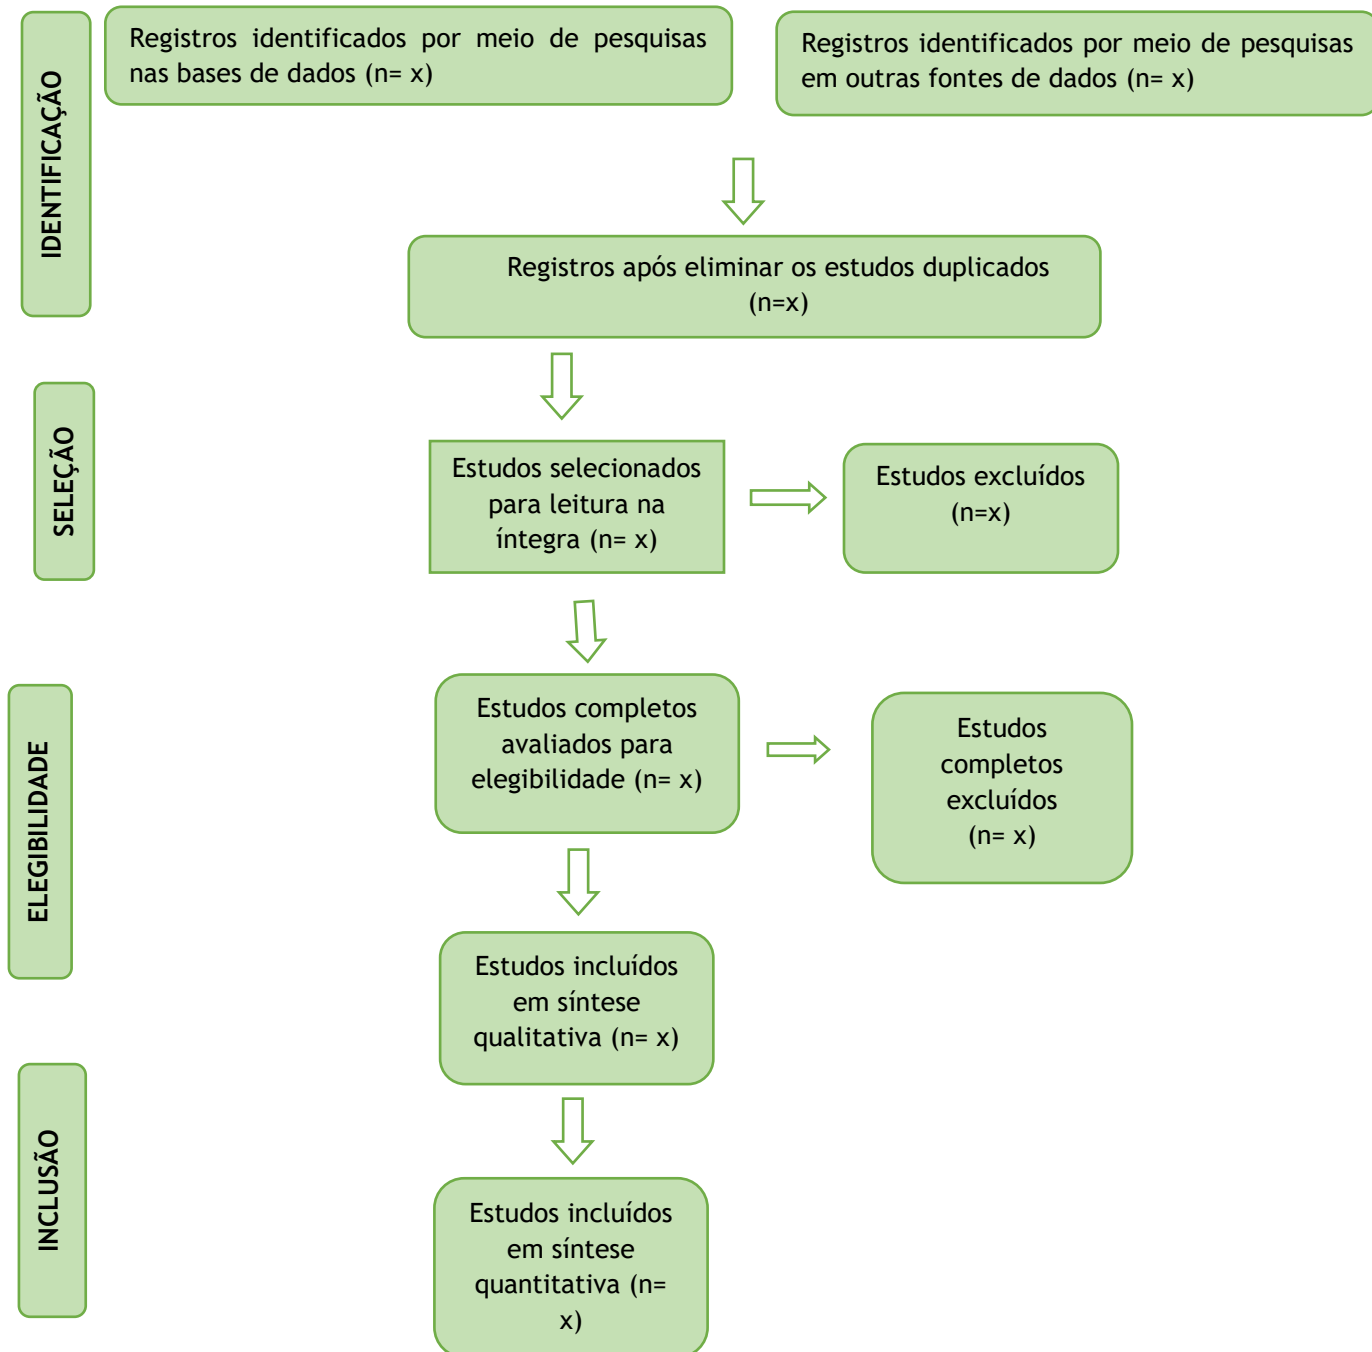 IDENTIFICAÇÃO
Registros identificados por meio de pesquisas
nas bases de dados (n= x)
Registros identificados por meio de pesquisas
em outras fontes de dados (n= x)
Registros após eliminar os estudos duplicados
(n=x)
SELEÇÃO
Estudos selecionados
para leitura na
íntegra (n= x)
Estudos excluídos
(n=x)
ELEGIBILIDADE
Estudos completos
avaliados para
elegibilidade (n= x)
Estudos
completos
excluídos
(n= x)
Estudos incluídos
em síntese
qualitativa (n= x)
INCLUSÃO
Estudos incluídos
em síntese
quantitativa (n=
x)